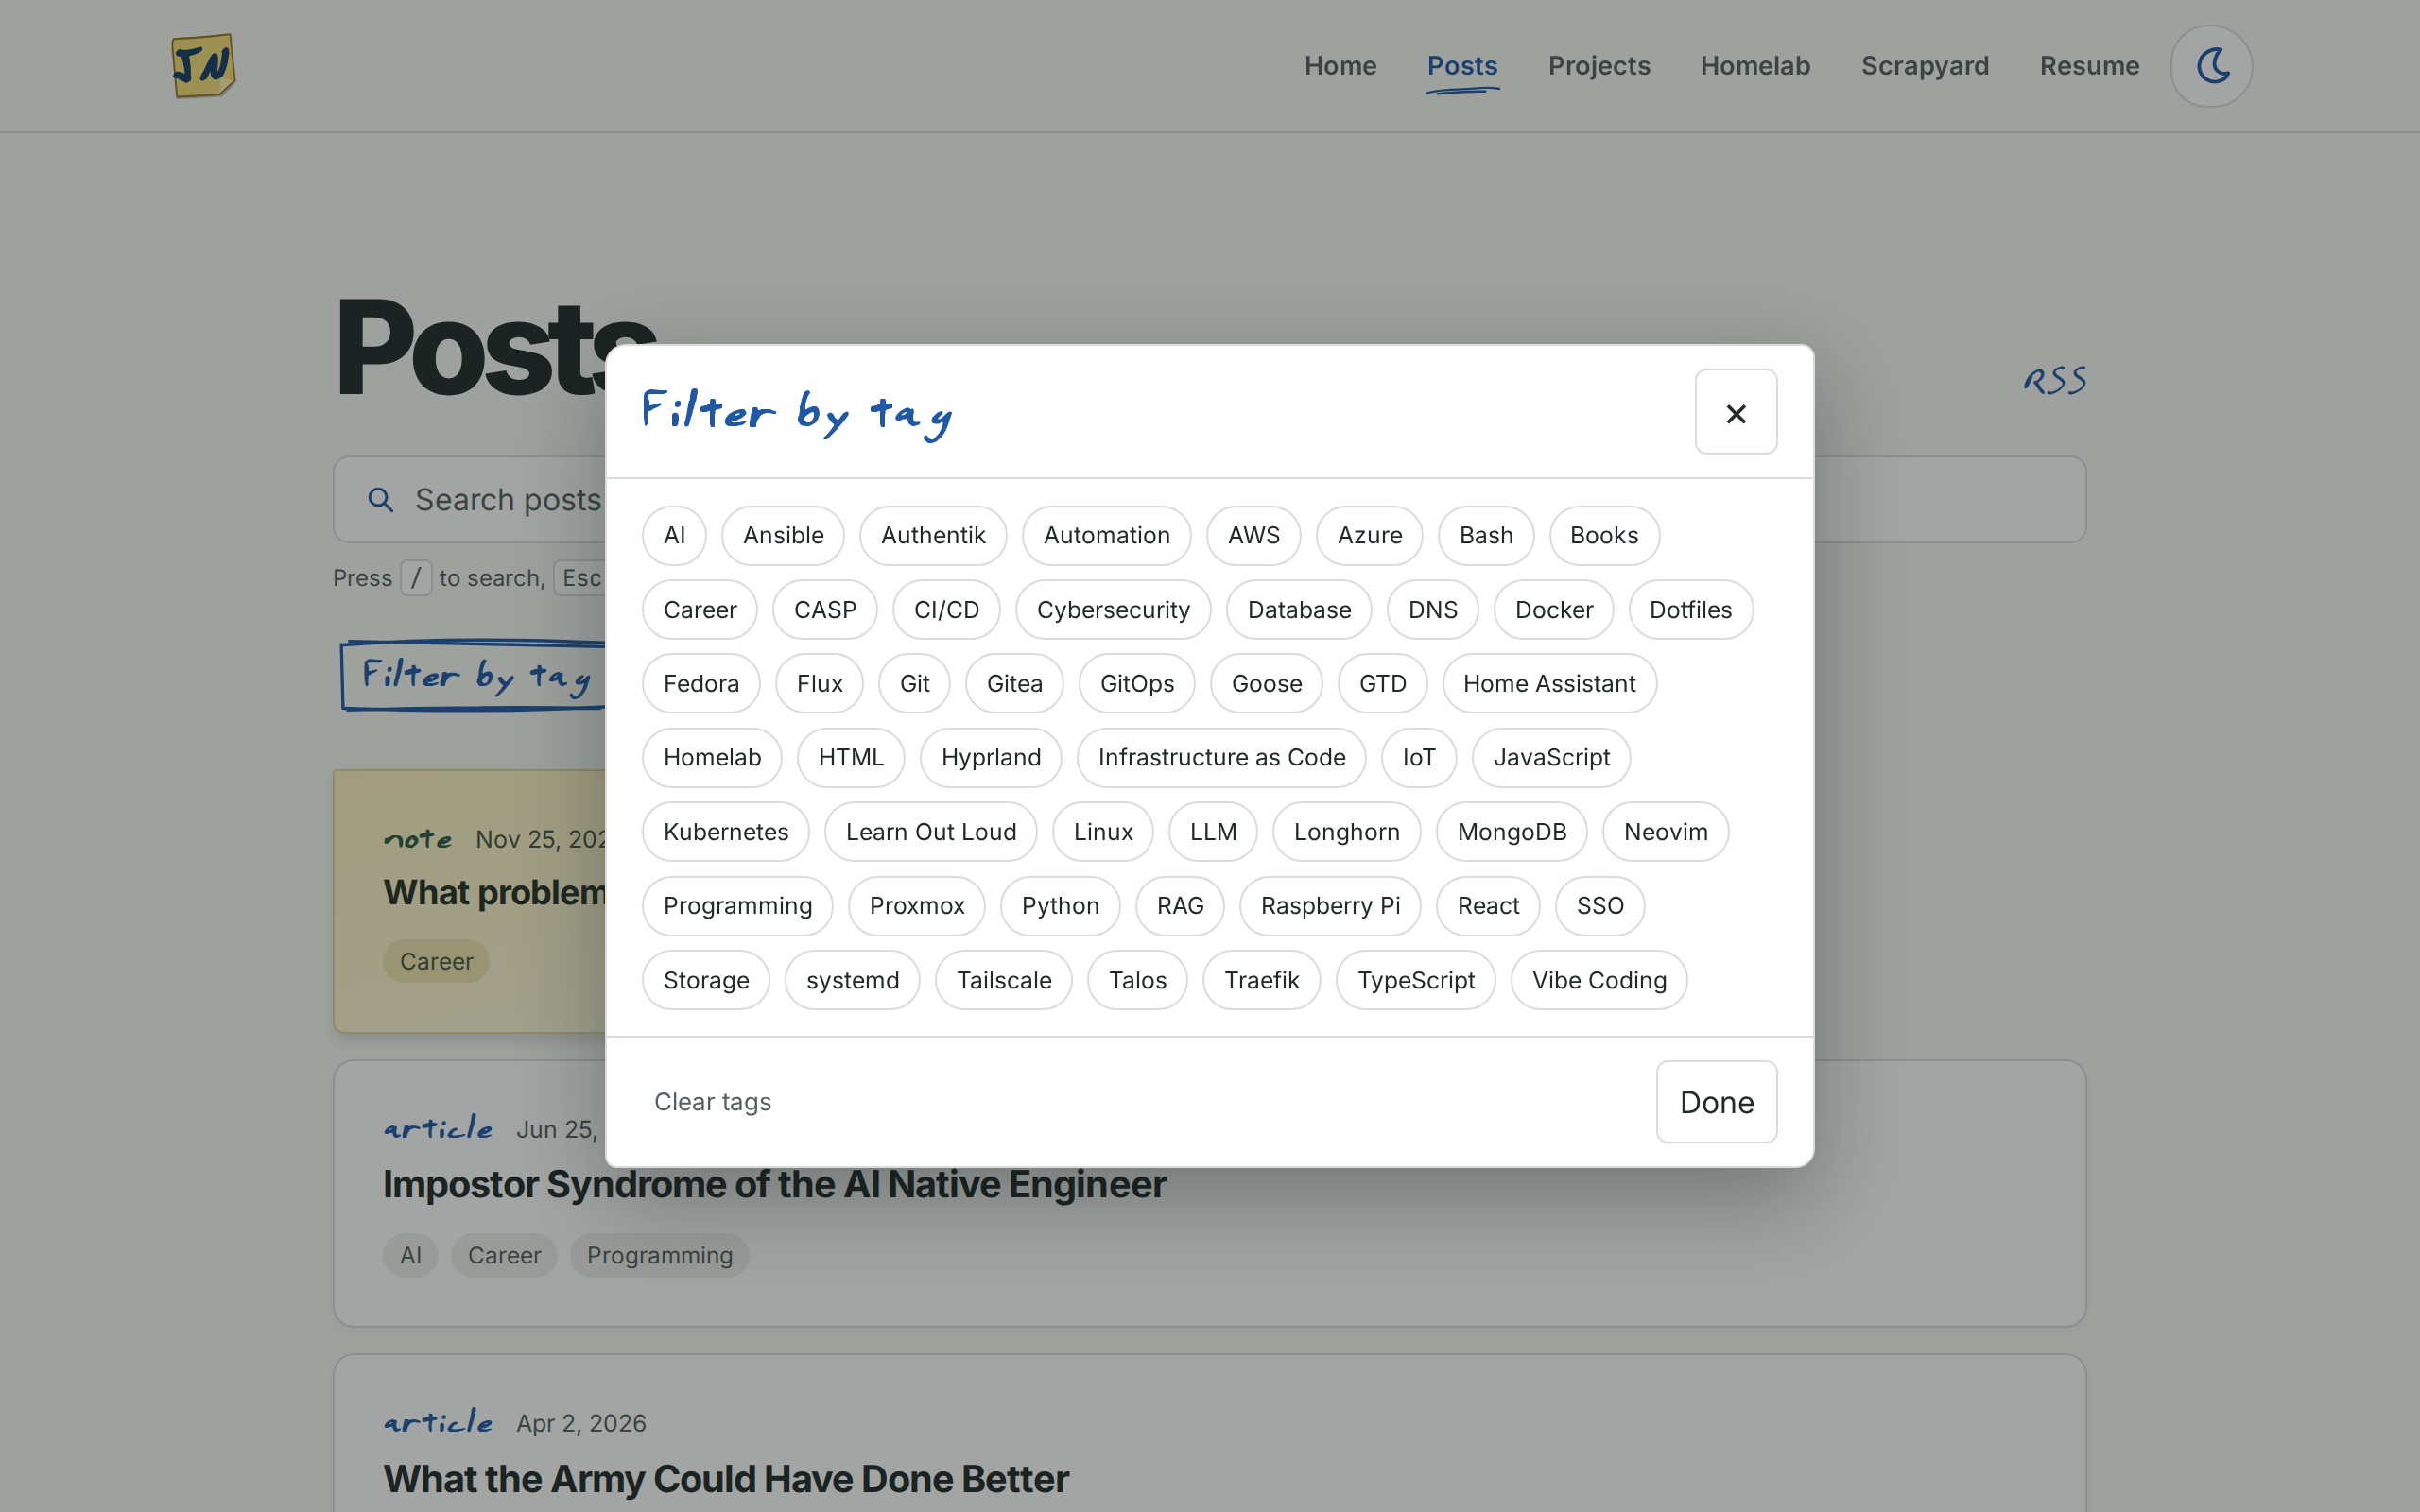 JN
Home Posts Projects Homelab Scrapyard Resume
Posts
RSS
Search posts
Press / to search, Esc
Filter by tag
Filter by tag
×
AI Ansible Authentik Automation AWS Azure Bash Books
Career CASP CI/CD Cybersecurity Database DNS Docker Dotfiles
Fedora Flux Git Gitea GitOps Goose GTD Home Assistant
Homelab HTML Hyprland Infrastructure as Code IoT JavaScript
Kubernetes Learn Out Loud Linux LLM Longhorn MongoDB Neovim
Programming Proxmox Python RAG Raspberry Pi React SSO
Storage systemd Tailscale Talos Traefik TypeScript Vibe Coding
Clear tags Done
note Nov 25,
What problem
Career
article Jun 25,
Impostor Syndrome of the AI Native Engineer
AI Career Programming
article Apr 2, 2026
What the Army Could Have Done Better